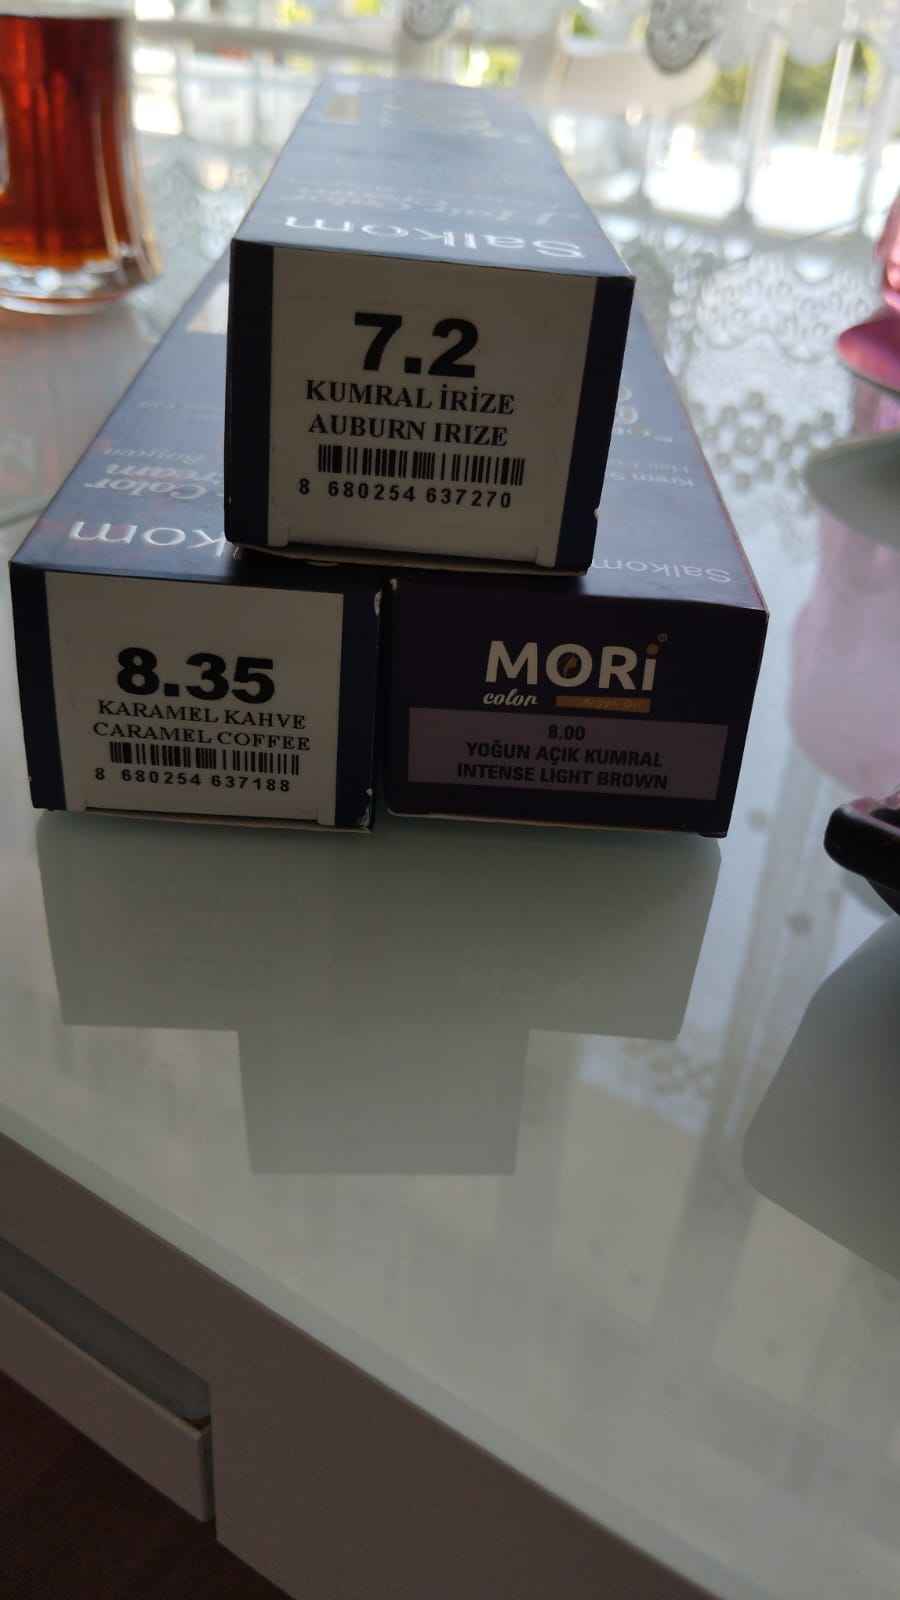 Salkom
7.2
KUMRAL İRİZE
AUBURN IRIZE
8 680254 637270
Color
8.35
KARAMEL KAHVE
CARAMEL COFFEE
8 680254 637188
Salkom
MORi
color
8.00
YOĞUN AÇIK KUMRAL
INTENSE LIGHT BROWN